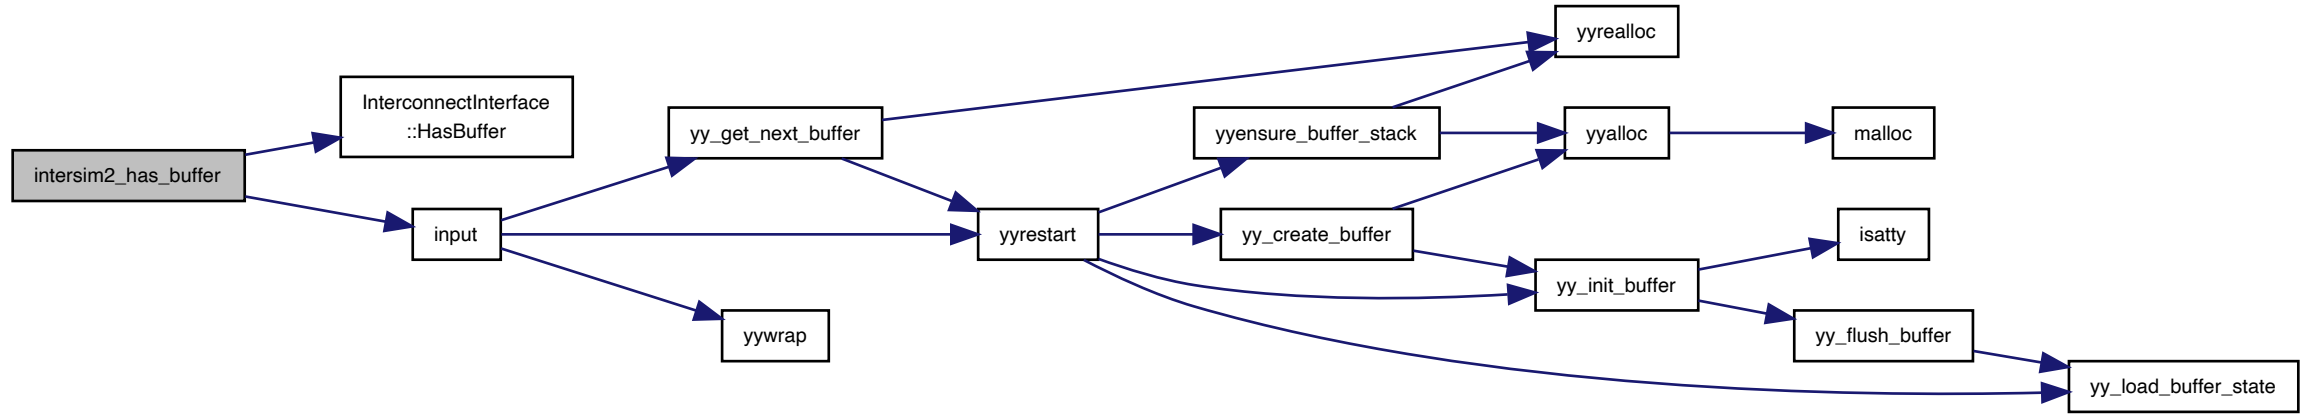 intersim2_has_buffer
InterconnectInterface
::HasBuffer
input
yy_get_next_buffer
yywrap
yyrestart
yyensure_buffer_stack
yy_create_buffer
yyrealloc
yyalloc
yy_init_buffer
malloc
isatty
yy_flush_buffer
yy_load_buffer_state